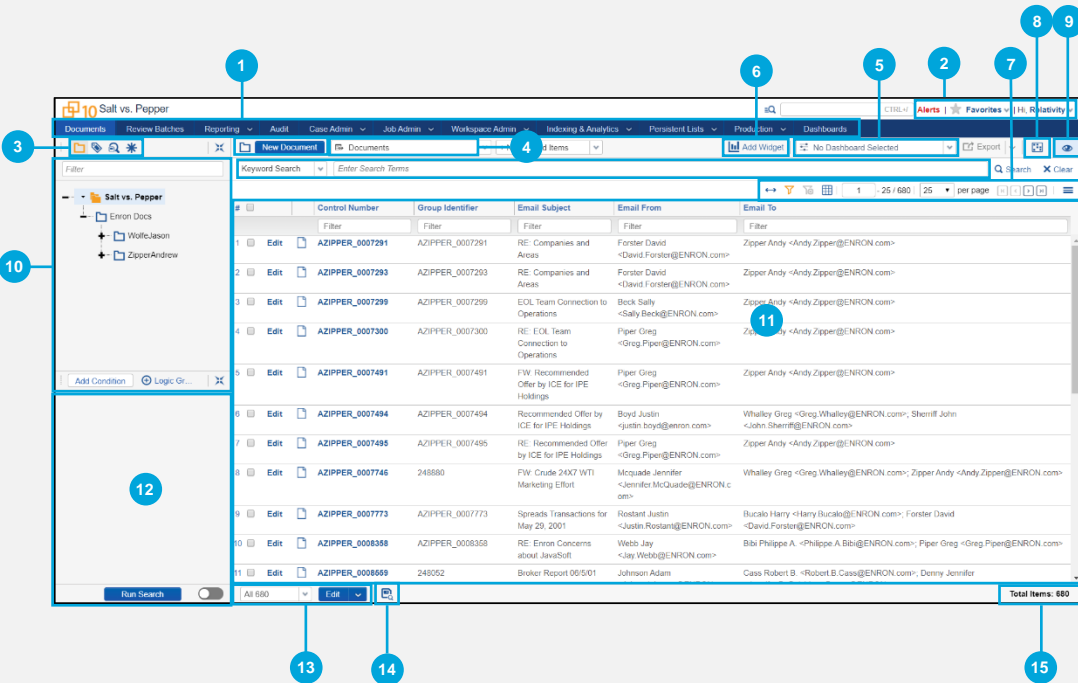 8
9
1
6
5
7
2
10 Salt vs. Pepper
CTRL+/
Alerts | Favorites | Hi, Relativity
Documents Review Batches Reporting Audit Case Admin Job Admin Workspace Admin Indexing & Analytics Persistent Lists Production Dashboards
3
New Document
Documents
4
Items
Add Widget
No Dashboard Selected
Export
Filter
Keyword Search
Enter Search Terms
Search
Clear
Salt vs. Pepper
1 - 25 / 680 25 per page
Enron Docs
# Control Number Group Identifier Email Subject Email From Email To
WolfeJason
Filter Filter Filter Filter Filter
ZipperAndrew
10
1 Edit AZIPPER_0007291 AZIPPER_0007291 RE: Companies and Forster David Zipper Andy <Andy.Zipper@ENRON.com>
Areas <David.Forster@ENRON.com>
2 Edit AZIPPER_0007293 AZIPPER_0007293 RE: Companies and Forster David Zipper Andy <Andy.Zipper@ENRON.com>
Areas <David.Forster@ENRON.com>
3 Edit AZIPPER_0007299 AZIPPER_0007299 EOL Team Connection to Beck Sally Zipper Andy <Andy.Zipper@ENRON.com>
Operations <Sally.Beck@ENRON.com>
11
4 Edit AZIPPER_0007300 AZIPPER_0007300 RE: EOL Team Piper Greg <Andy.Zipper@ENRON.com>
Connection to <Greg.Piper@ENRON.com>
Operations
5 Edit AZIPPER_0007491 AZIPPER_0007491 FW: Recommended Piper Greg Zipper Andy <Andy.Zipper@ENRON.com>
Offer by ICE for IPE <Greg.Piper@ENRON.com>
Holdings
Add Condition Logic Gr...
6 Edit AZIPPER_0007494 AZIPPER_0007494 Recommended Offer by Boyd Justin Whalley Greg <Greg.Whalley@ENRON.com>; Sherriff John
ICE for IPE Holdings <justin.boyd@enron.com> <John.Sherriff@ENRON.com>
7 Edit AZIPPER_0007495 AZIPPER_0007495 RE: Recommended Offer Piper Greg Zipper Andy <Andy.Zipper@ENRON.com>
by ICE for IPE Holdings <Greg.Piper@ENRON.com>
8 Edit AZIPPER_0007746 248880 FW: Crude 24X7 WTI Mcquade Jennifer Whalley Greg <Greg.Whalley@ENRON.com>; Zipper Andy <Andy.Zipper@ENRON.com>
Marketing Effort <Jennifer.McQuade@ENRON.c
om>
12
9 Edit AZIPPER_0007773 AZIPPER_0007773 Spreads Transactions for Rostant Justin Bucalo Harry <Harry.Bucalo@ENRON.com>; Forster David
May 29, 2001 <Justin.Rostant@ENRON.com> <David.Forster@ENRON.com>
10 Edit AZIPPER_0008358 AZIPPER_0008358 RE: Enron Concerns Webb Jay Bibi Philippe A. <Philippe.A.Bibi@ENRON.com>; Piper Greg <Greg.Piper@ENRON.com>
about JavaSoft <Jay.Webb@ENRON.com>
11 Edit AZIPPER_0008659 248052 Broker Report 06/5/01 Johnson Adam Cass Robert B. <Robert.B.Cass@ENRON.com>; Denny Jennifer
Run Search
All 680
Edit
Total Items: 680
13
14
15